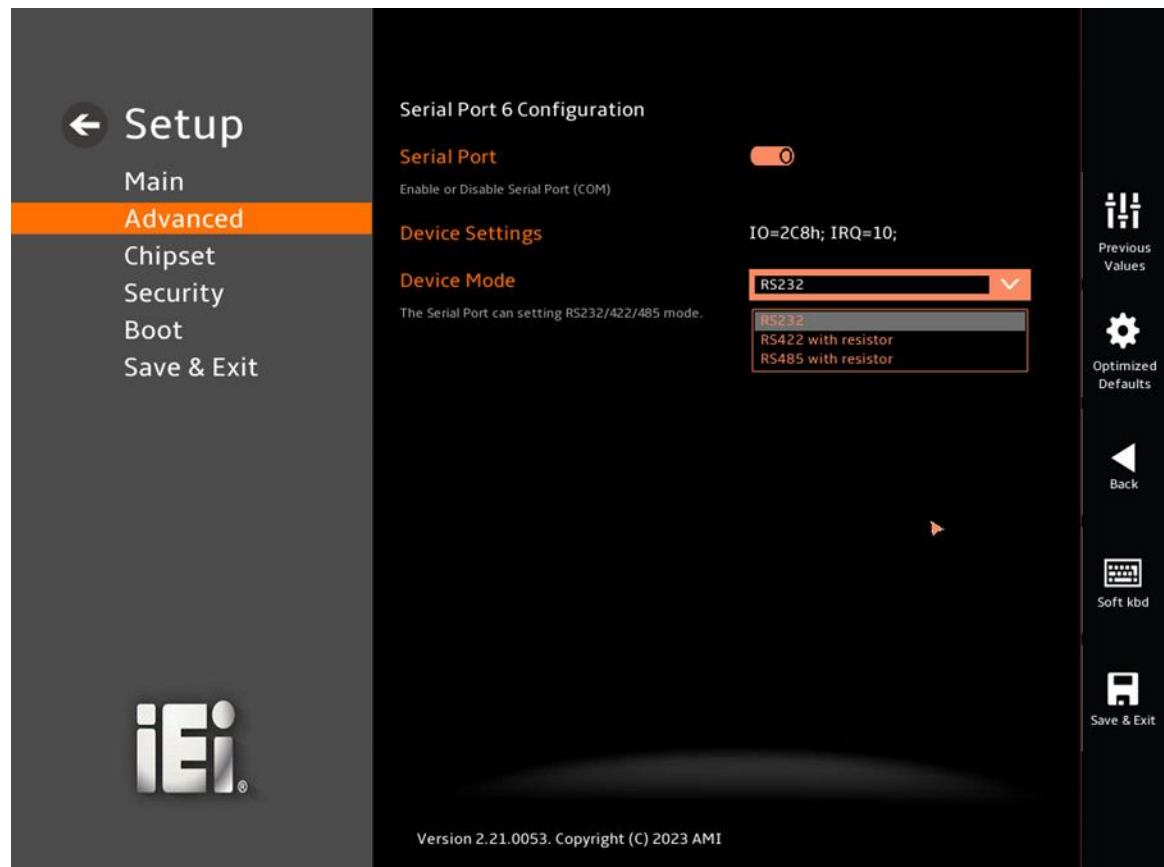 Setup
Main
Advanced
Chipset
Security
Boot
Save & Exit
iEi®
Serial Port 6 Configuration
Serial Port
Enable or Disable Serial Port (COM)
Device Settings IO=2C8h; IRQ=10;
Device Mode RS232
The Serial Port can setting RS232/422/485 mode.
RS232
RS422 with resistor
RS485 with resistor
Version 2.21.0053. Copyright (C) 2023 AMI
Previous
Values
Optimized
Defaults
Back
Soft kbd
Save & Exit